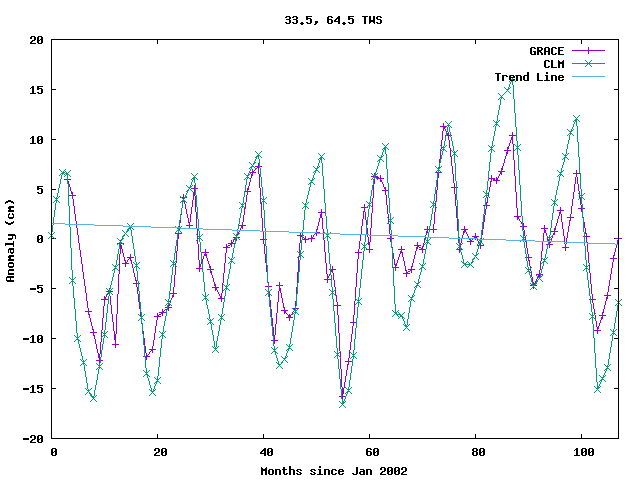 33.5, 64.5 TWS
GRACE
CLM
Trend Line
Anomaly (cm)
20
15
10
5
0
-5
-10
-15
-20
0 20 40 60 80 100
Months since Jan 2002